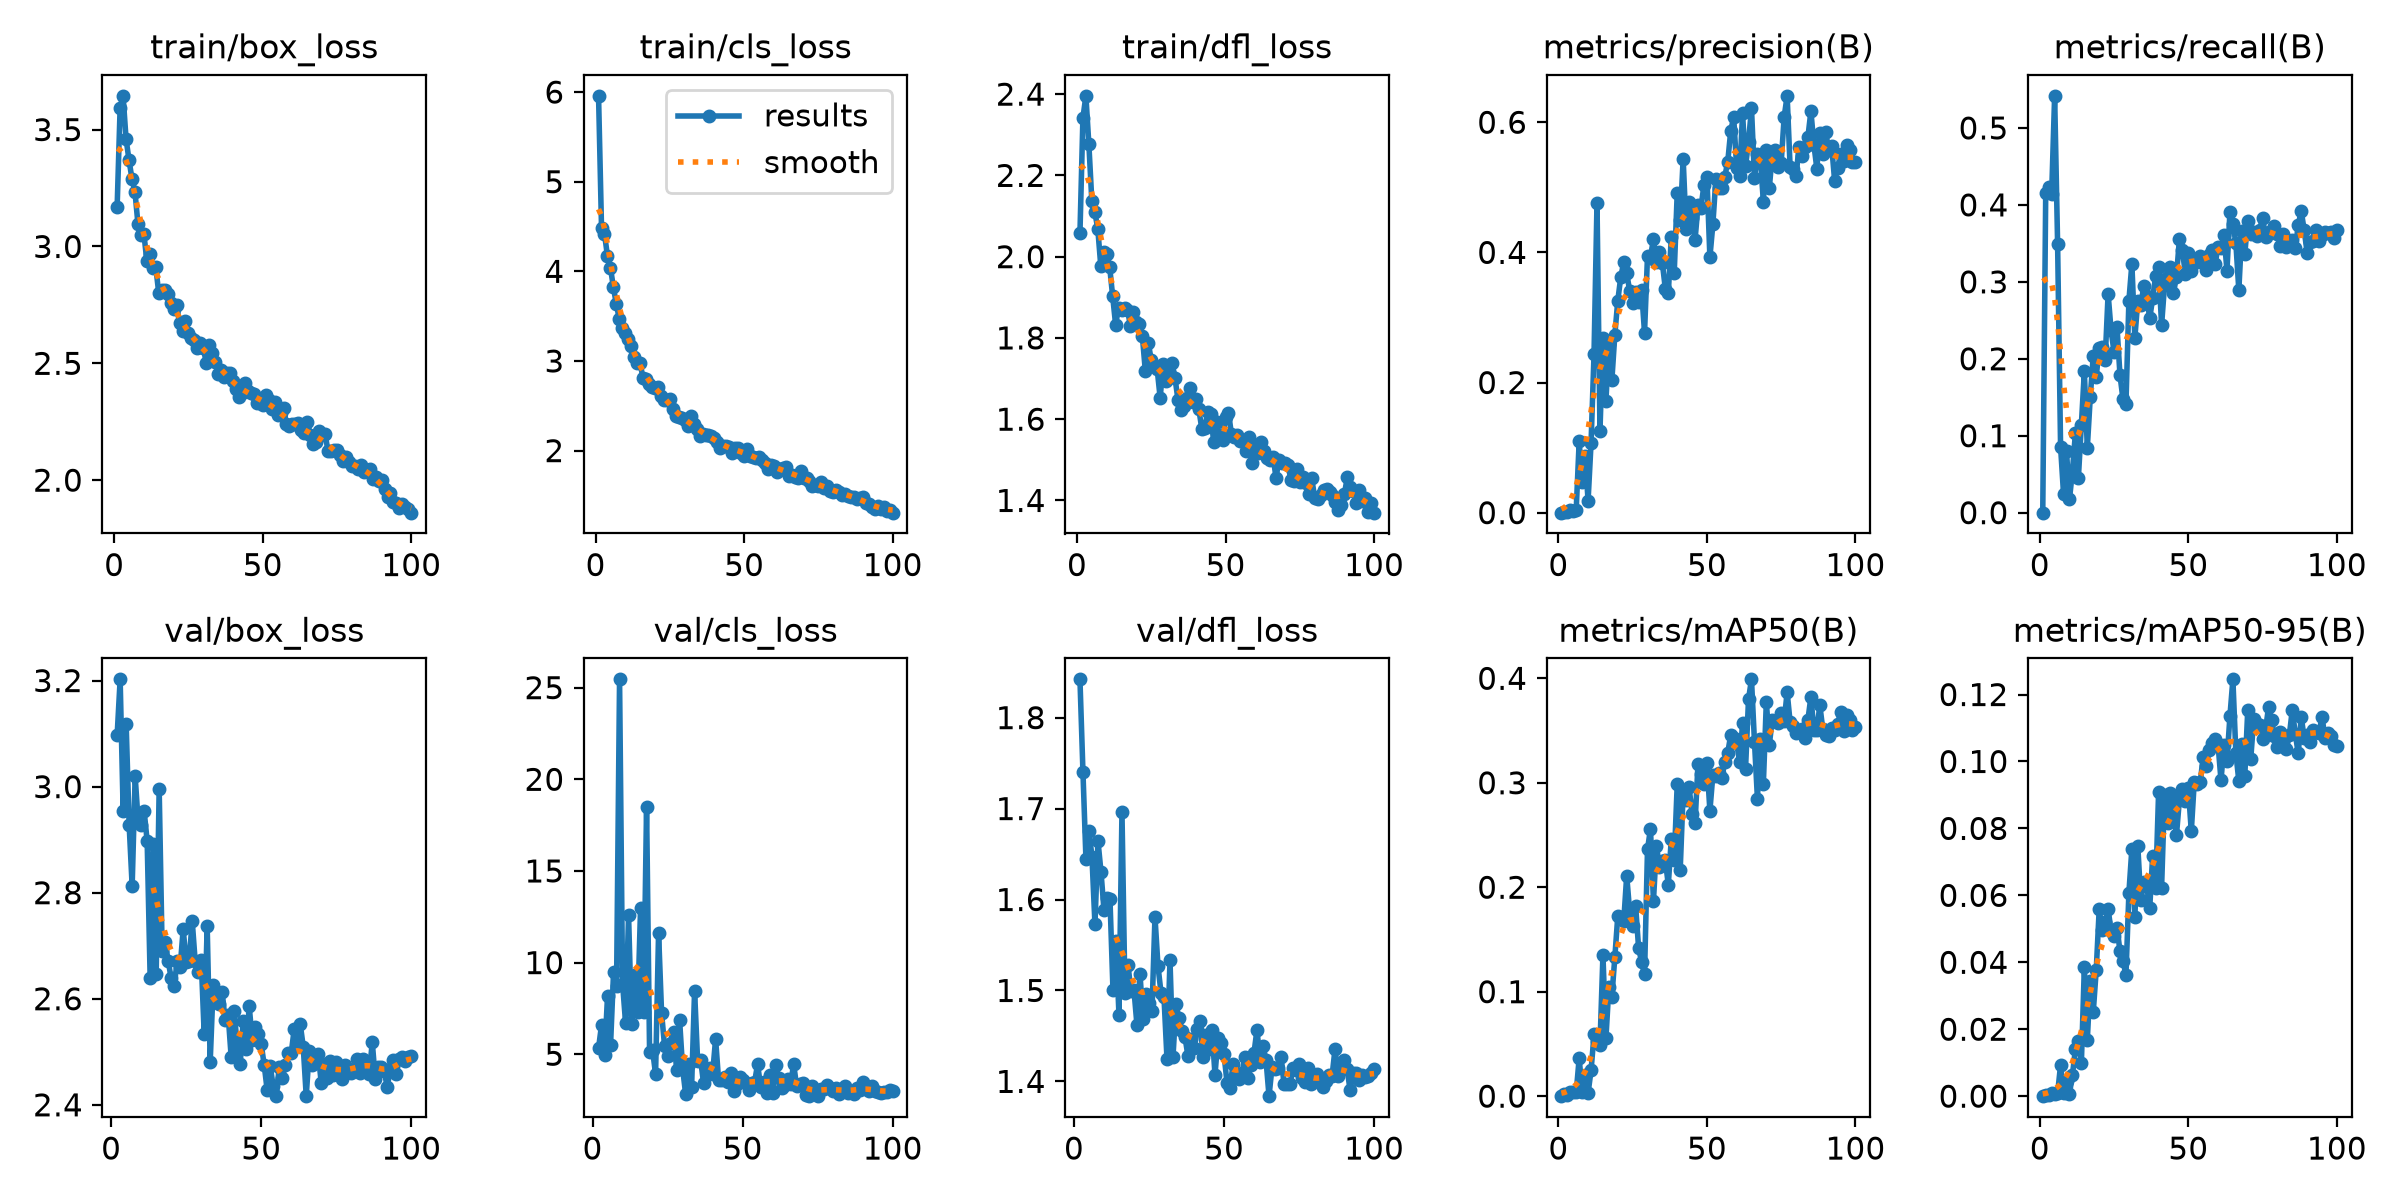 train/box_loss
3.5
3.0
2.5
2.0
0 50 100
train/cls_loss
results
smooth
6
5
4
3
2
0 50 100
train/dfl_loss
2.4
2.2
2.0
1.8
1.6
1.4
0 50 100
metrics/precision(B)
0.6
0.4
0.2
0.0
0 50 100
metrics/recall(B)
0.5
0.4
0.3
0.2
0.1
0.0
0 50 100
val/box_loss
3.2
3.0
2.8
2.6
2.4
0 50 100
val/cls_loss
25
20
15
10
5
0 50 100
val/dfl_loss
1.8
1.7
1.6
1.5
1.4
0 50 100
metrics/mAP50(B)
0.4
0.3
0.2
0.1
0.0
0 50 100
metrics/mAP50-95(B)
0.12
0.10
0.08
0.06
0.04
0.02
0.00
0 50 100